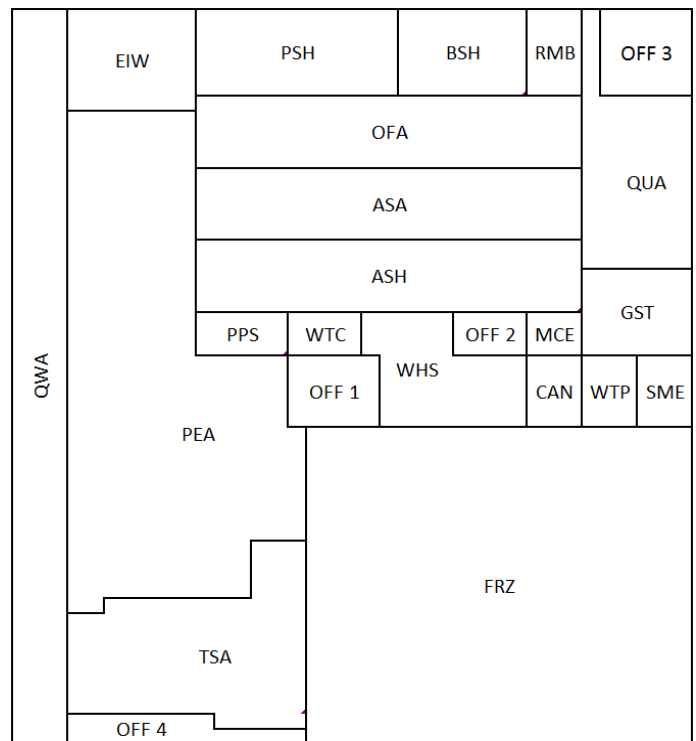 EIW
PSH
BSH
RMB
OFF 3
OFA
QUA
ASA
ASH
GST
PPS
WTC
OFF 2
MCE
WHS
QWA
OFF 1
CAN
WTP
SME
PEA
FRZ
TSA
OFF 4